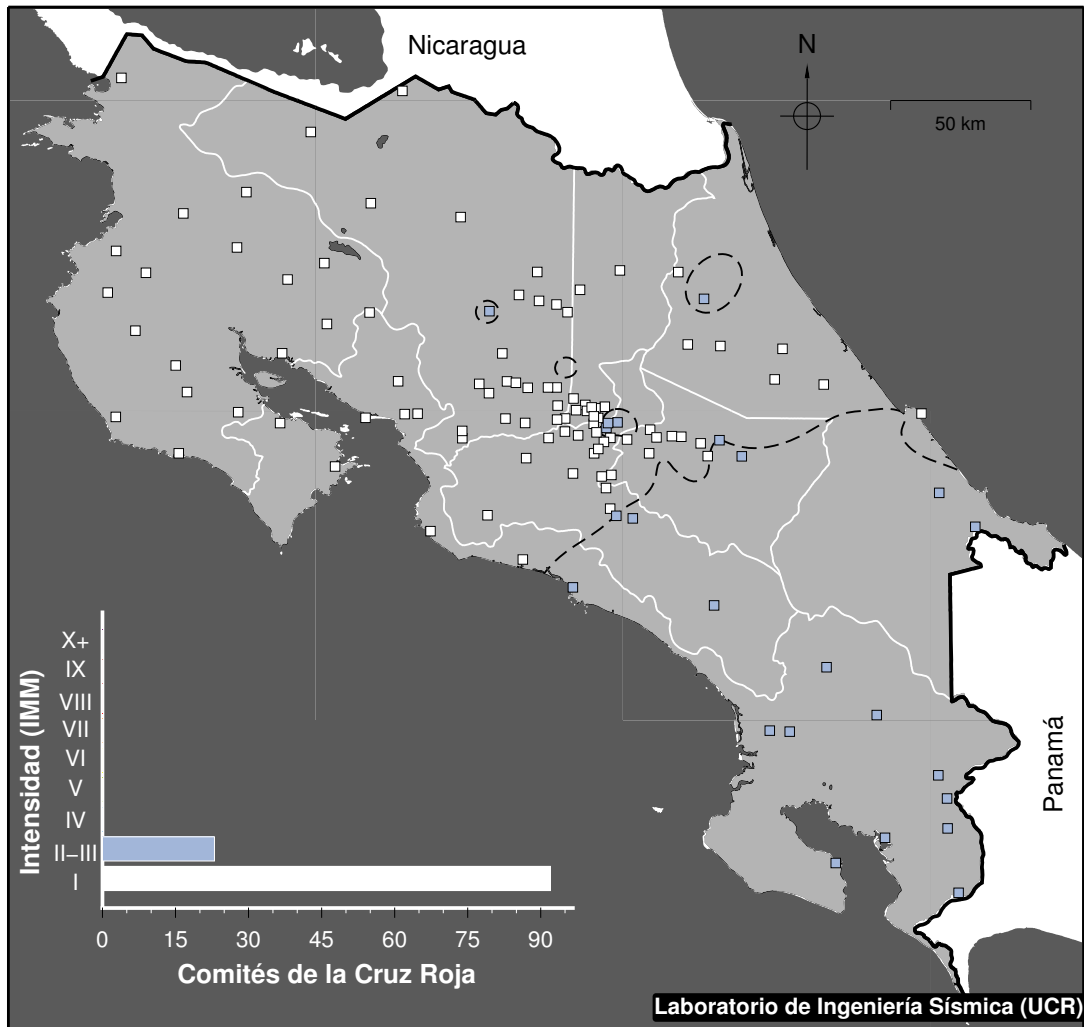 Nicaragua
N
50 km
Panamá
Intensidad (IMM)
X+
IX
VIII
VII
VI
V
IV
II–III
I
0 15 30 45 60 75 90
Comités de la Cruz Roja
Laboratorio de Ingeniería Sísmica (UCR)